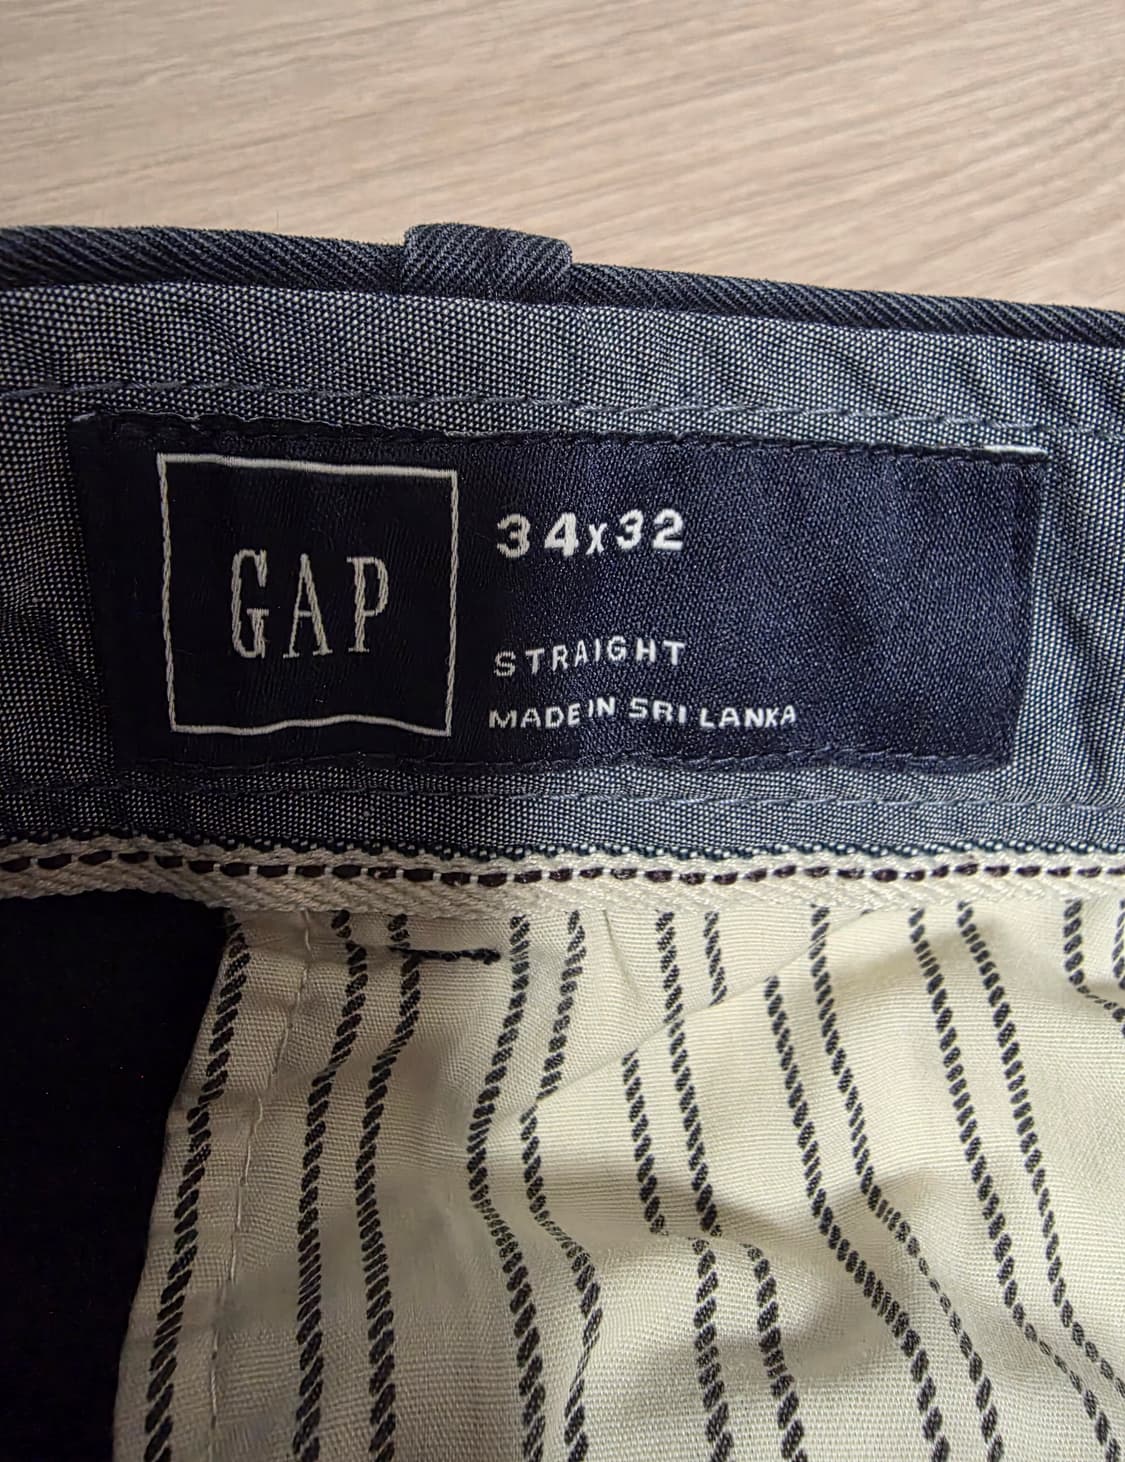 GAP
34x32
STRAIGHT
MADE IN SRI LANKA